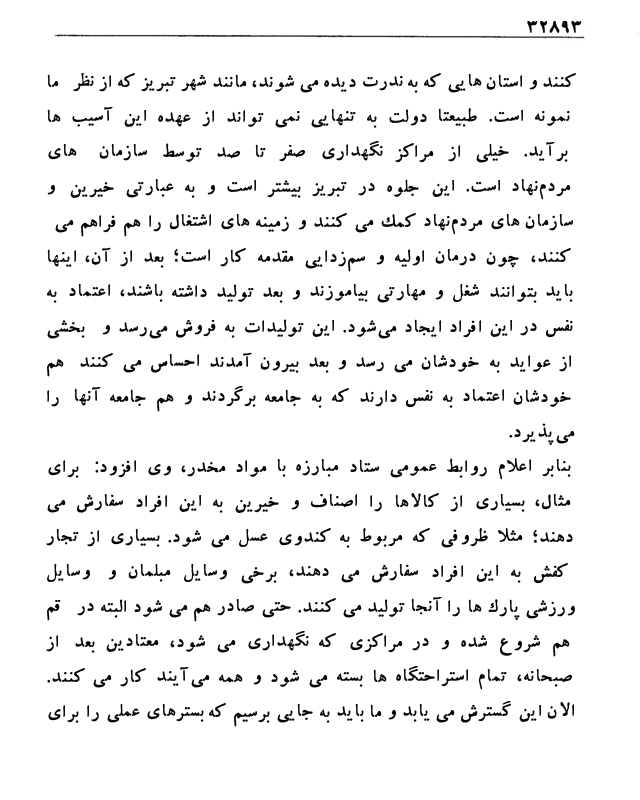 ۳۲۸۹۳
کنند و استان هایی که به ندرت دیده می شوند، مانند شهر تبریز که از نظر ما
نمونه است. طبیعتا دولت به تنهایی نمی تواند از عهده این آسیب ها
برآید. خیلی از مراکز نگهداری صفر تا صد توسط سازمان های
مردم‌نهاد است. این جلوه در تبریز بیشتر است و به عبارتی خیرین و
سازمان های مردم‌نهاد کمك می کنند و زمینه های اشتغال را هم فراهم می
کنند، چون درمان اولیه و سم‌زدایی مقدمه کار است؛ بعد از آن، اینها
باید بتوانند شغل و مهارتی بیاموزند و بعد تولید داشته باشند، اعتماد به
نفس در این افراد ایجاد می‌شود. این تولیدات به فروش می‌رسد و بخشی
از عواید به خودشان می رسد و بعد بیرون آمدند احساس می کنند هم
خودشان اعتماد به نفس دارند که به جامعه برگردند و هم جامعه آنها را
می‌پذیرد.
بنابر اعلام روابط عمومی ستاد مبارزه با مواد مخدر، وی افزود: برای
مثال، بسیاری از کالاها را اصناف و خیرین به این افراد سفارش می
دهند؛ مثلا ظروفی که مربوط به کندوی عسل می شود. بسیاری از تجار
کفش به این افراد سفارش می دهند، برخی وسایل مبلمان و وسایل
ورزشی پارك ها را آنجا تولید می کنند. حتی صادر هم می شود البته در قم
هم شروع شده و در مراکزی که نگهداری می شود، معتادین بعد از
صبحانه، تمام استراحتگاه ها بسته می شود و همه می‌آیند کار می کنند.
الان این گسترش می یابد و ما باید به جایی برسیم که بسترهای عملی را برای